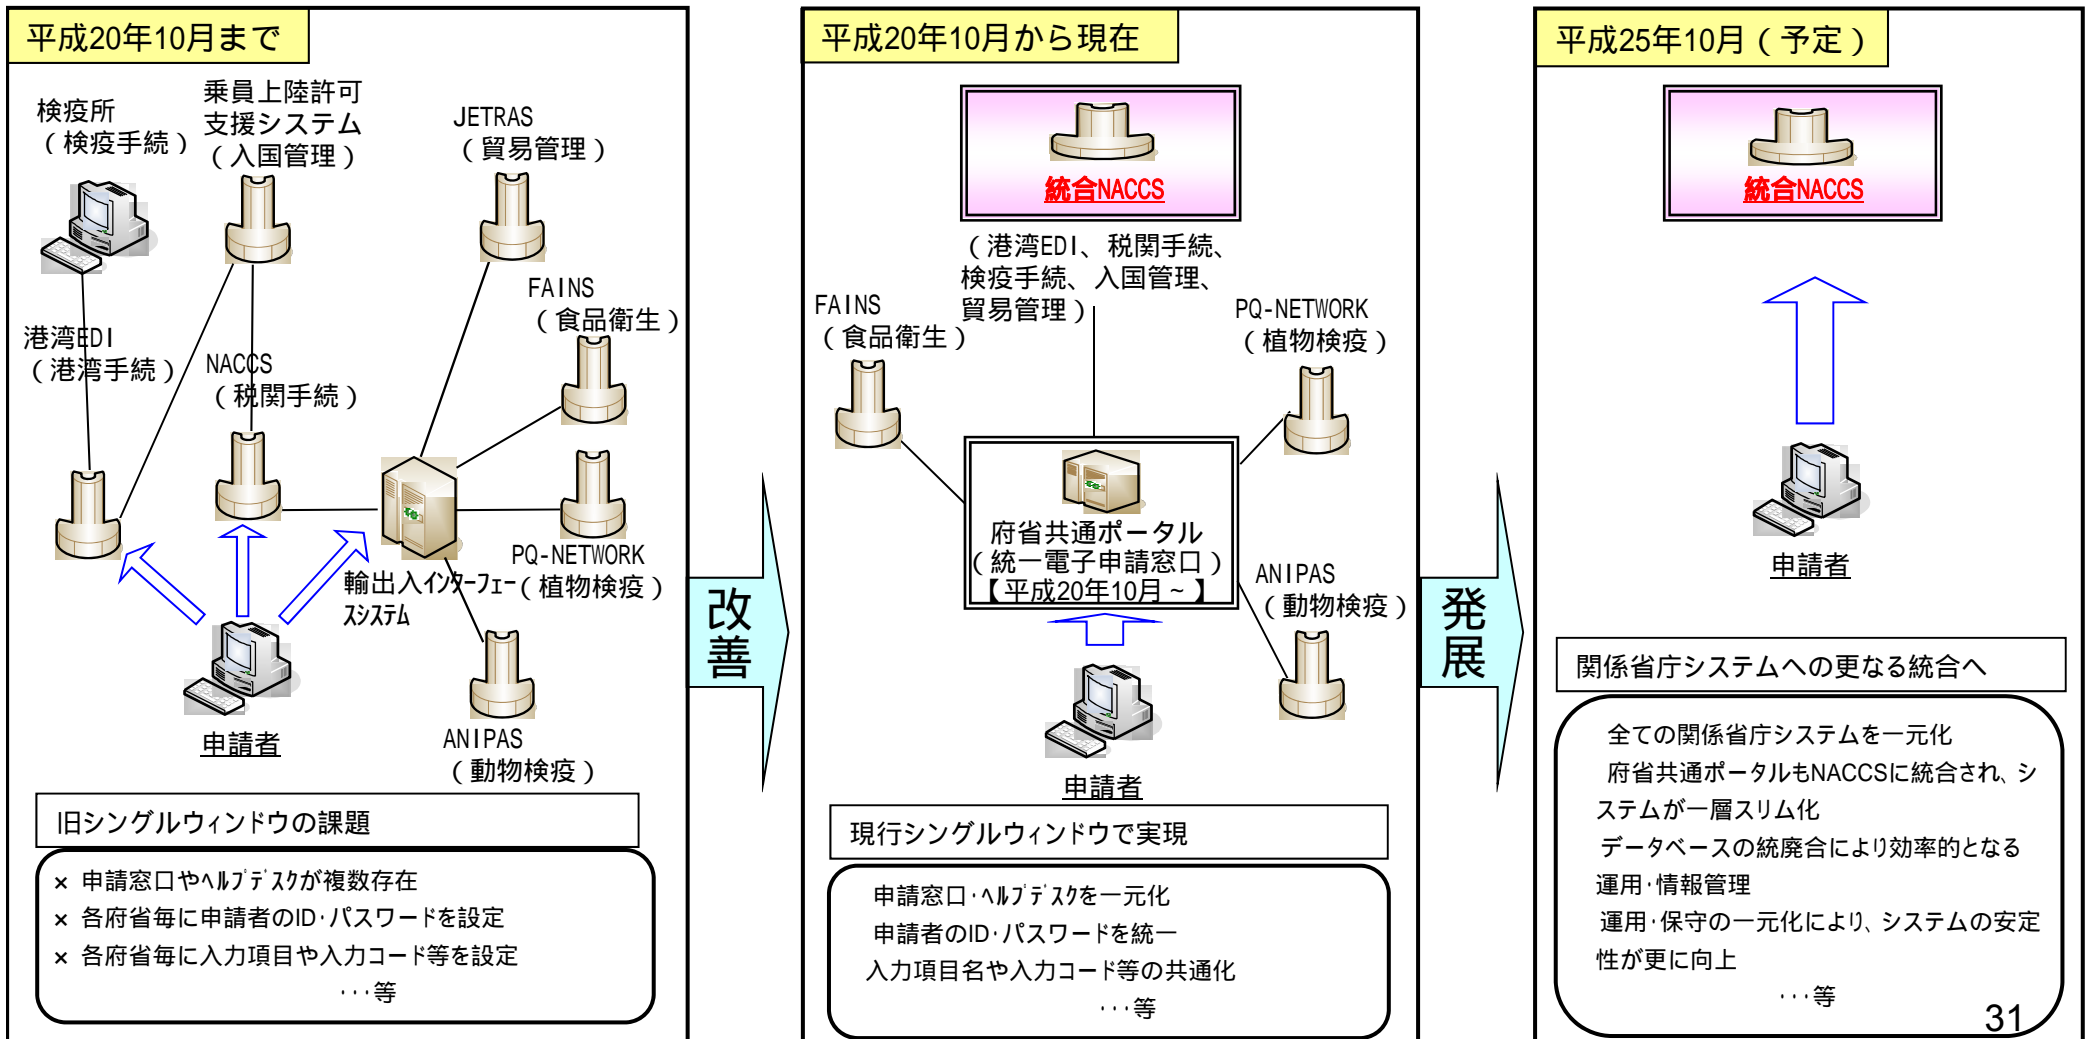 平成20年10月まで
検疫所
（検疫手続）
乗員上陸許可
支援システム
（入国管理）
JETRAS
（貿易管理）
FAINS
（食品衛生）
港湾EDI
（港湾手続）
NACCS
（税関手続）
PQ-NETWORK
（植物検疫）
輸出入インターフェー
スシステム
申請者
ANIPAS
（動物検疫）
旧シングルウィンドウの課題
× 申請窓口やヘルプデスクが複数存在
× 各府省毎に申請者のID・パスワードを設定
× 各府省毎に入力項目や入力コード等を設定
・・・等
改善
平成20年10月から現在
統合NACCS
（港湾EDI、税関手続、
検疫手続、入国管理、
貿易管理）
FAINS
（食品衛生）
PQ-NETWORK
（植物検疫）
府省共通ポータル
（統一電子申請窓口）
【平成20年10月～】
ANIPAS
（動物検疫）
申請者
現行シングルウィンドウで実現
申請窓口・ヘルプデスクを一元化
申請者のID・パスワードを統一
入力項目名や入力コード等の共通化
・・・等
発展
平成25年10月（予定）
統合NACCS
申請者
関係省庁システムへの更なる統合へ
全ての関係省庁システムを一元化
府省共通ポータルもNACCSに統合され、シ
ステムが一層スリム化
データベースの統廃合により効率的となる
運用・情報管理
運用・保守の一元化により、システムの安定
性が更に向上
・・・等
31